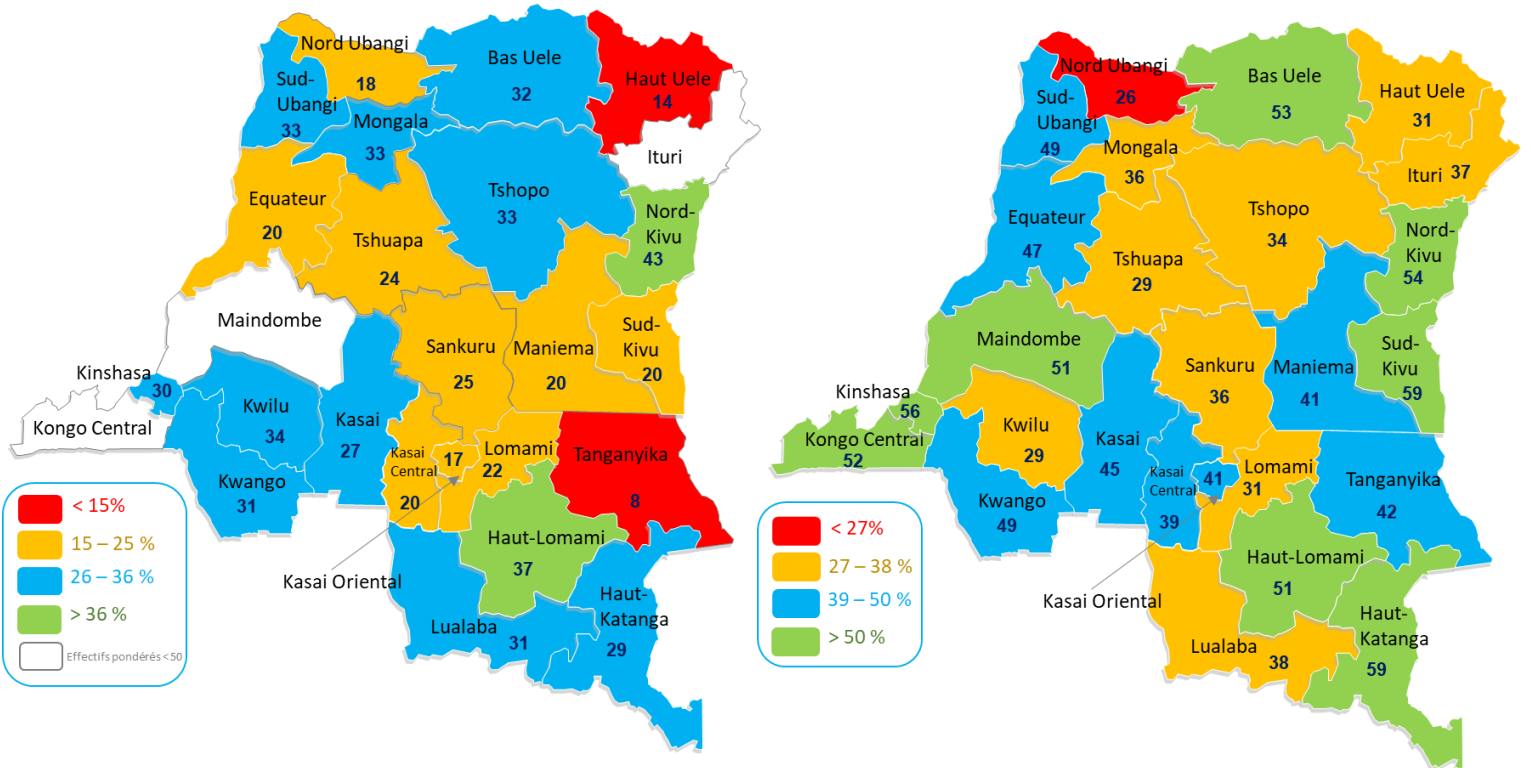 Nord Ubangi
18
Sud-
Ubangi
33
Bas Uele
32
Haut Uele
14
Mongala
33
Ituri
Tshopo
33
Equateur
20
Nord-
Kivu
43
Tshuapa
24
Maindombe
Sankuru
25
Maniema
20
Sud-
Kivu
20
Kinshasa
30
Kongo Central
Kwilu
34
Kasai
27
Kasai
Central
20
17
Lomami
22
Tanganyika
8
Kwango
31
Haut-Lomami
37
Kasai Oriental
Haut-
Katanga
29
Lualaba
31
< 15%
15 – 25 %
26 – 36 %
> 36 %
Effectifs pondérés <50
Nord Ubangi
26
Sud-
Ubangi
49
Bas Uele
53
Haut Uele
31
Mongala
36
Ituri 37
Tshopo
34
Equateur
47
Nord-
Kivu
54
Tshuapa
29
Maindombe
51
Sankuru
36
Maniema
41
Sud-
Kivu
59
Kinshasa
56
Kongo Central
52
Kwilu
29
Kasai
45
Kasai
Central
39
41
Lomami
31
Tanganyika
42
Kwango
49
Haut-Lomami
51
Kasai Oriental
Haut-
Katanga
59
Lualaba
38
< 27%
27 – 38 %
39 – 50 %
> 50 %